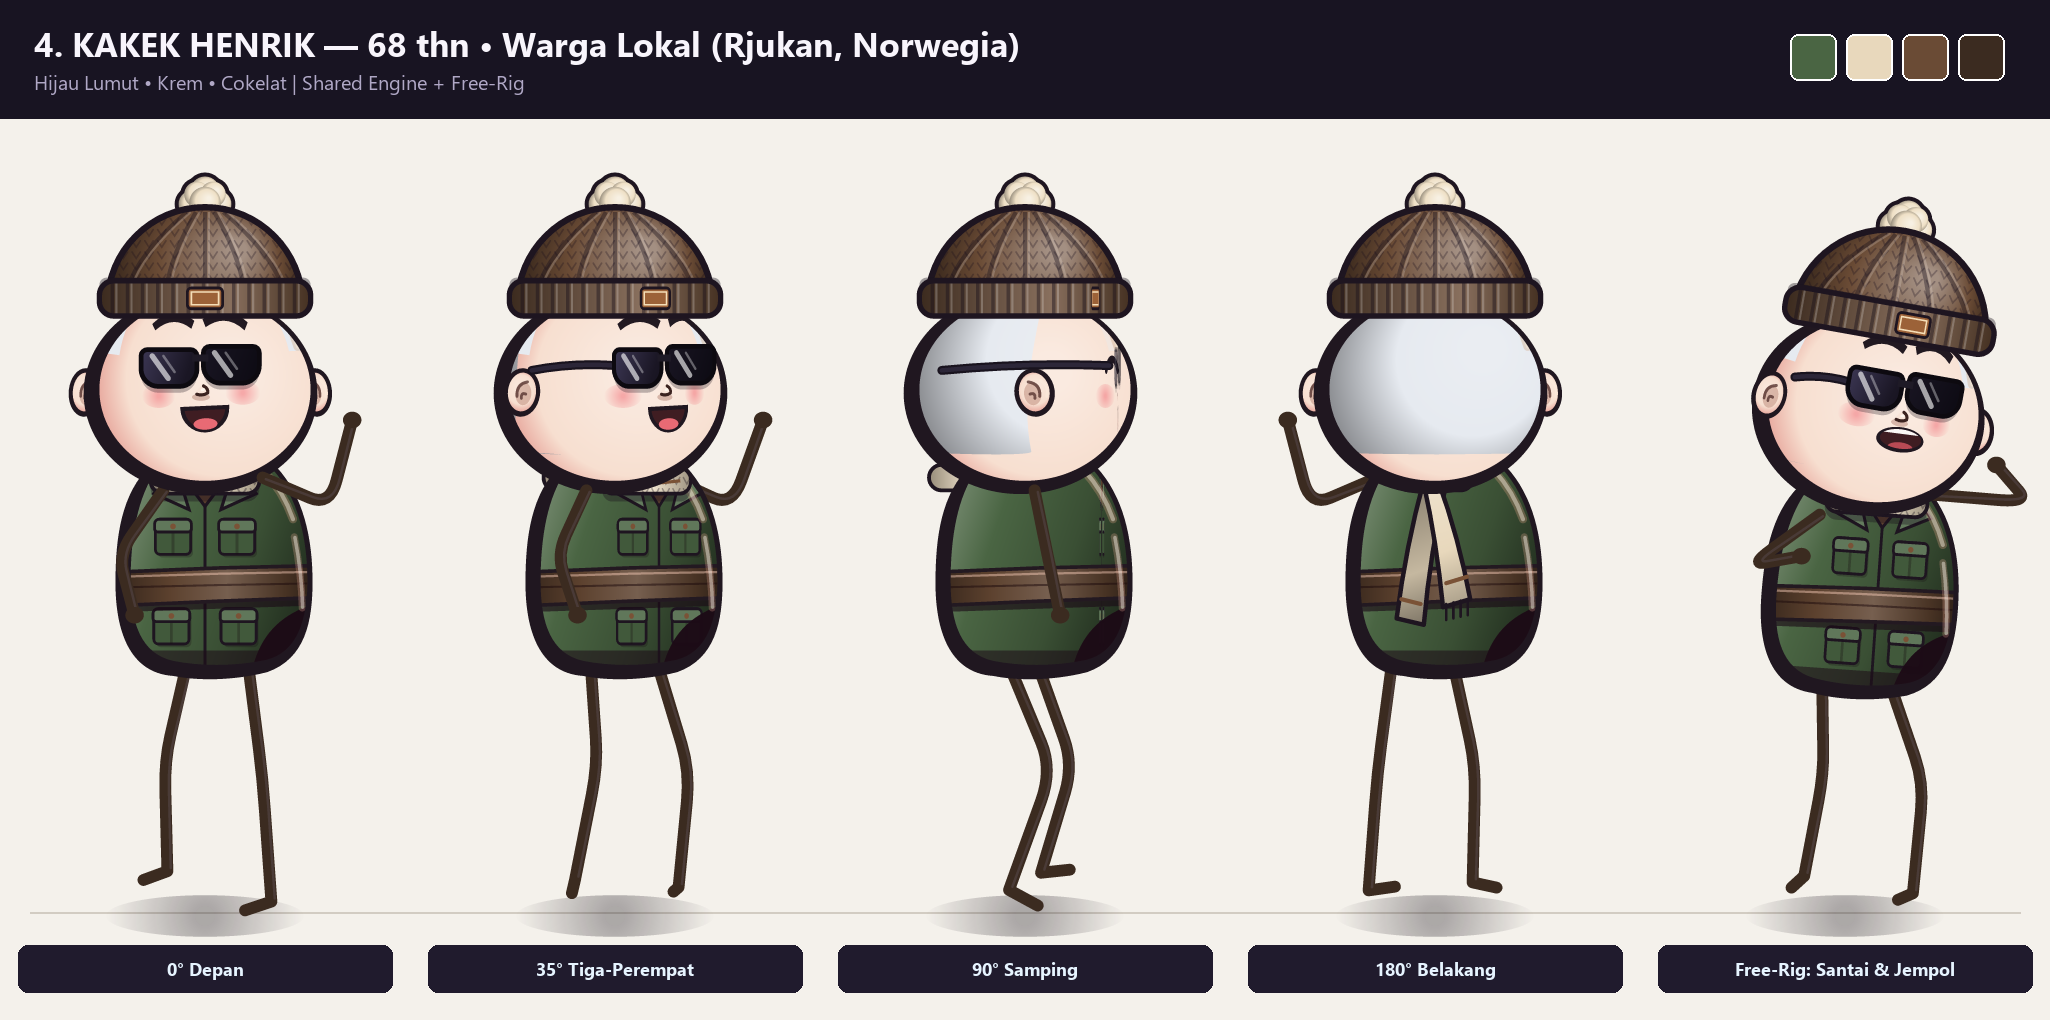 4. KAKEK HENRIK — 68 thn • Warga Lokal (Rjukan, Norwegia)
Hijau Lumut • Krem • Cokelat | Shared Engine + Free-Rig
0° Depan
35° Tiga-Perempat
90° Samping
180° Belakang
Free-Rig: Santai & Jempol